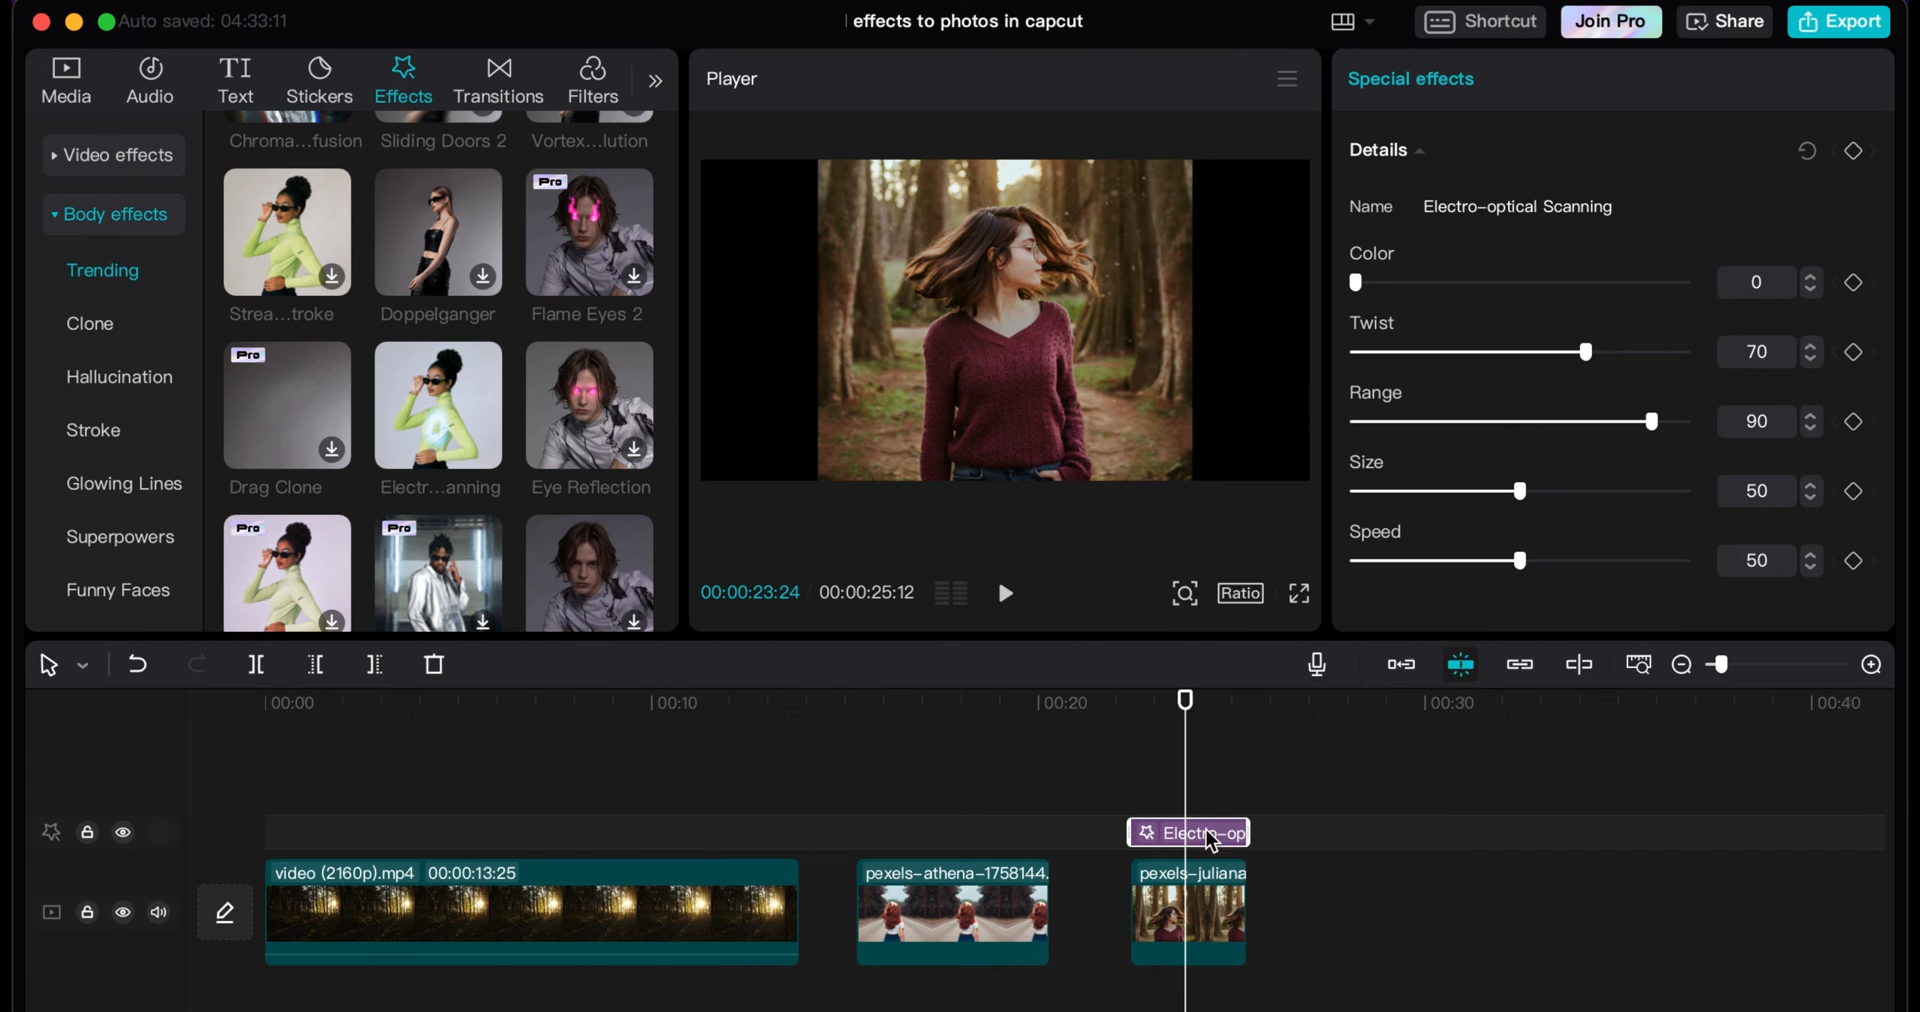 Auto saved: 04:33:11
effects to photos in capcut
Shortcut
Join Pro
Share
Export
Media
Audio
TI
Text
Stickers
Effects
Transitions
Filters
Video effects
Body effects
Trending
Clone
Hallucination
Stroke
Glowing Lines
Superpowers
Funny Faces
Chroma...fusion
Sliding Doors 2
Vortex...lution
Pro
Strea...troke
Doppelganger
Flame Eyes 2
Pro
Drag Clone
Electr...anning
Eye Reflection
Pro
Pro
Player
00:00:23:24
00:00:25:12
Ratio
Special effects
Details
Name
Electro-optical Scanning
Color
0
Twist
70
Range
90
Size
50
Speed
50
00:00
00:10
00:20
00:30
00:40
Electro-op
video (2160p).mp4 00:00:13:25
pexels-athena-1758144.
pexels-juliana